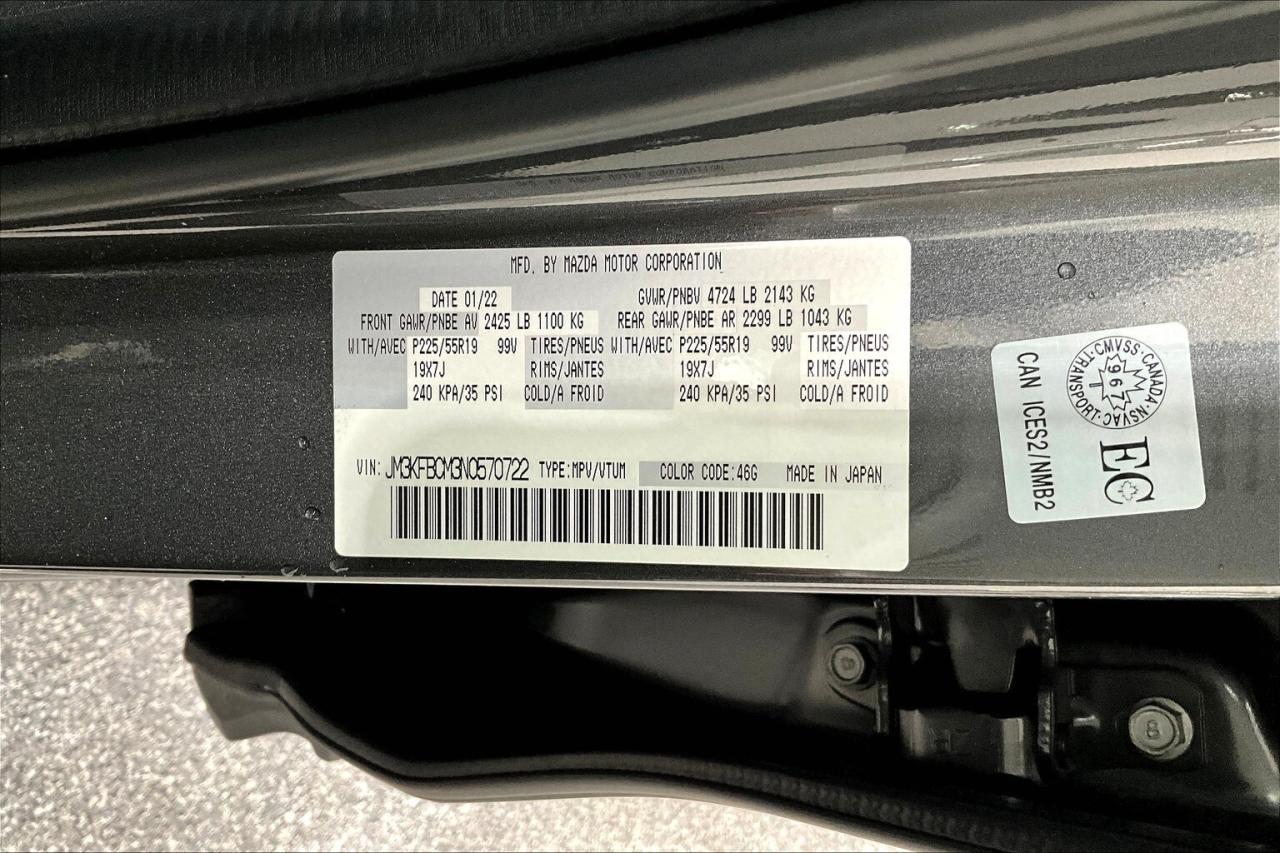 MFD. BY MAZDA MOTOR CORPORATION
DATE 01/22 GVWR/PNBV 4724 LB 2143 KG
FRONT GAWR/PNBE AV 2425 LB 1100 KG REAR GAWR/PNBE AR 2299 LB 1043 KG
WITH/AVEC P225/55R19 99V TIRES/PNEUS WITH/AVEC P225/55R19 99V TIRES/PNEUS
19X7J RIMS/JANTES 19X7J RIMS/JANTES
240 KPA/35 PSI COLD/A FROID 240 KPA/35 PSI COLD/A FROID
VIN: JM3KFBCM3N0570722 TYPE:MPV/VTUM COLOR CODE:46G MADE IN JAPAN
CMVSS·CANADA·NSVAC·TRANSPORT·
1967
EC
CAN ICES2/NMB2
8